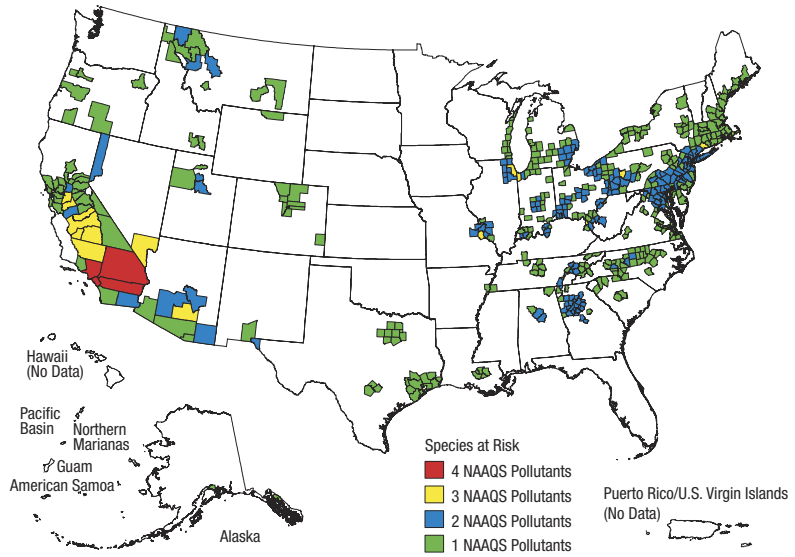 Hawaii
(No Data)
Pacific
Basin
Northern
Marianas
Guam
American Samoa
Alaska
Species at Risk
4 NAAQS Pollutants
3 NAAQS Pollutants
2 NAAQS Pollutants
1 NAAQS Pollutants
Puerto Rico/U.S. Virgin Islands
(No Data)